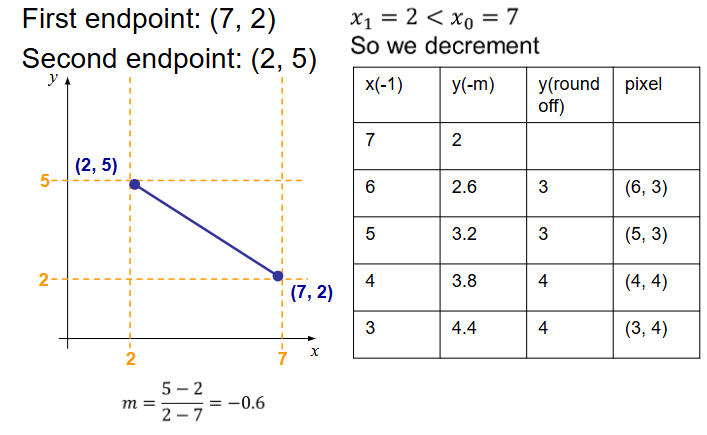 First endpoint: (7, 2)
Second endpoint: (2, 5)
y
(2, 5)
5
2
(7, 2)
2
7
x
m = (5 − 2)/(2 − 7) = −0.6
x₁ = 2 < x₀ = 7
So we decrement
x(-1) y(-m) y(round off) pixel
7 2
6 2.6 3 (6, 3)
5 3.2 3 (5, 3)
4 3.8 4 (4, 4)
3 4.4 4 (3, 4)